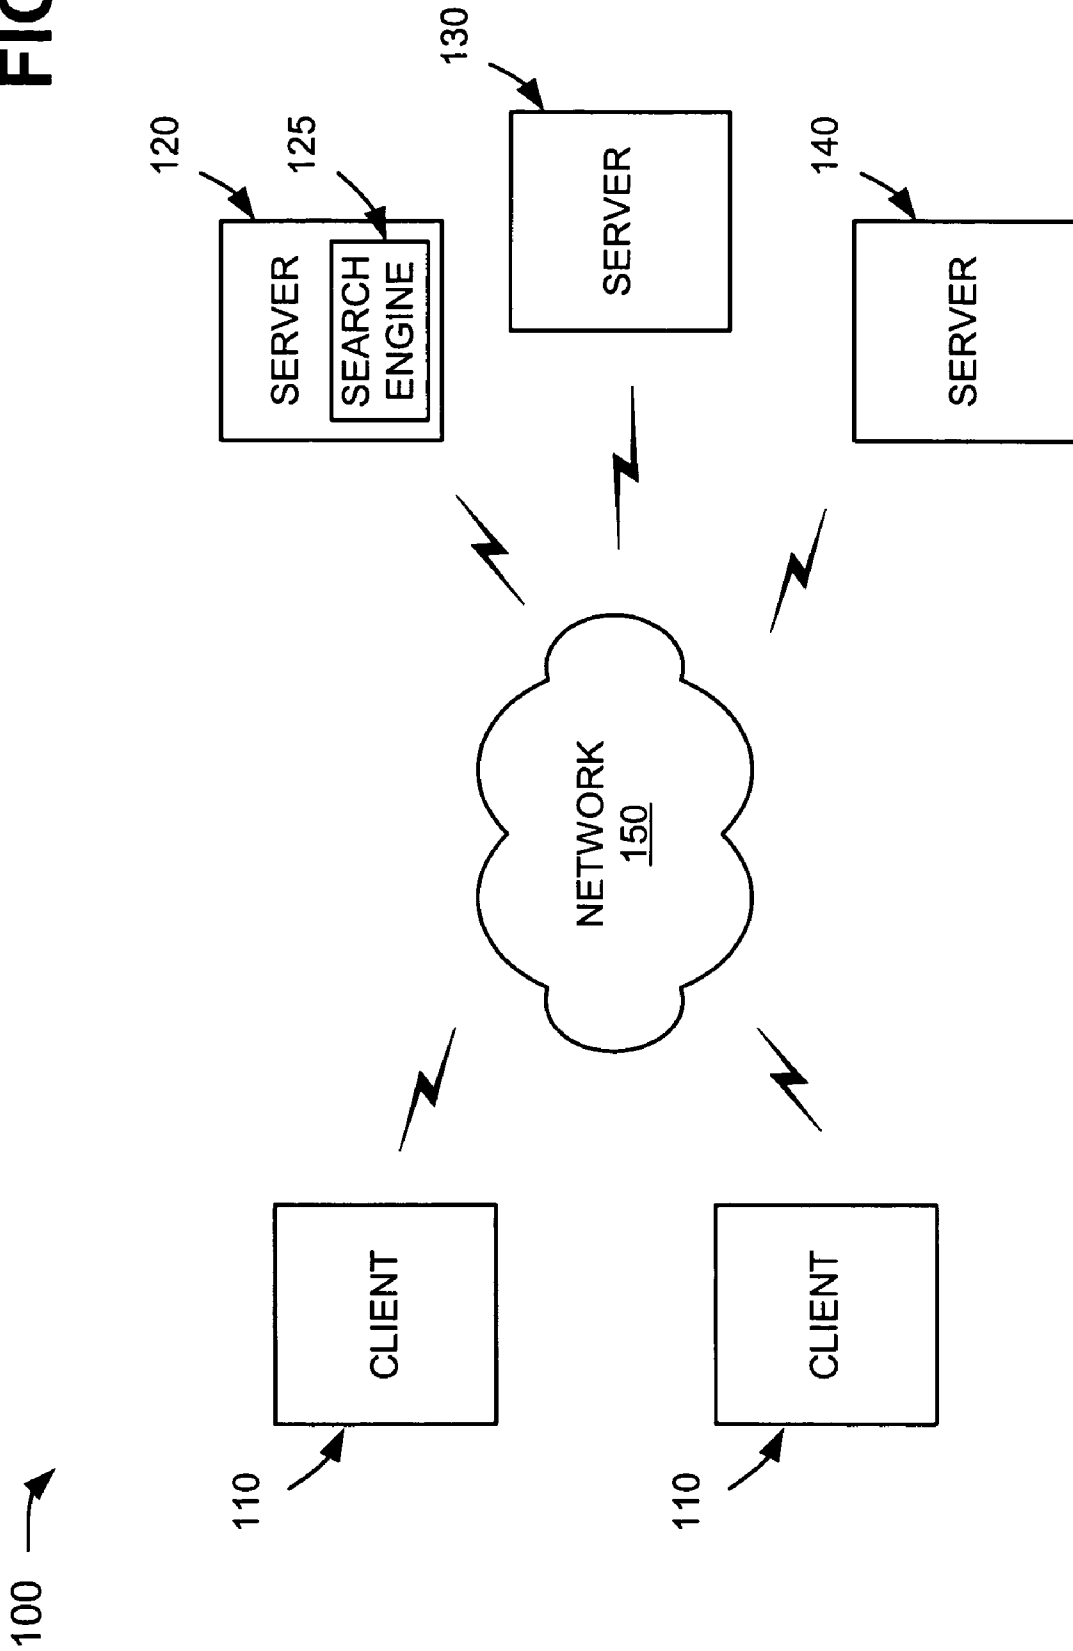 FIG
100
110
CLIENT
110
CLIENT
NETWORK
150
120
SERVER
125
SEARCH
ENGINE
130
SERVER
140
SERVER